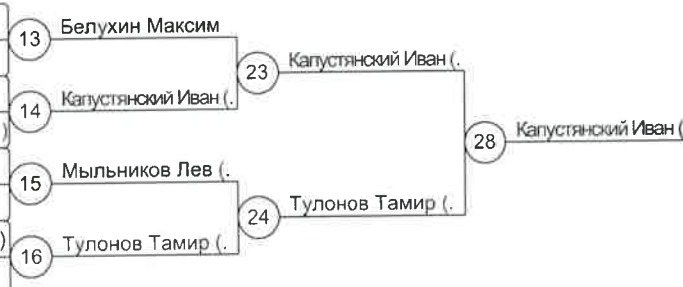 13 Белухин Максим
23 Капустянский Иван (.
14 Капустянский Иван (.
)
28 Капустянский Иван (
15 Мыльников Лев (.
24 Тулонов Тамир (.
)
16 Тулонов Тамир (.